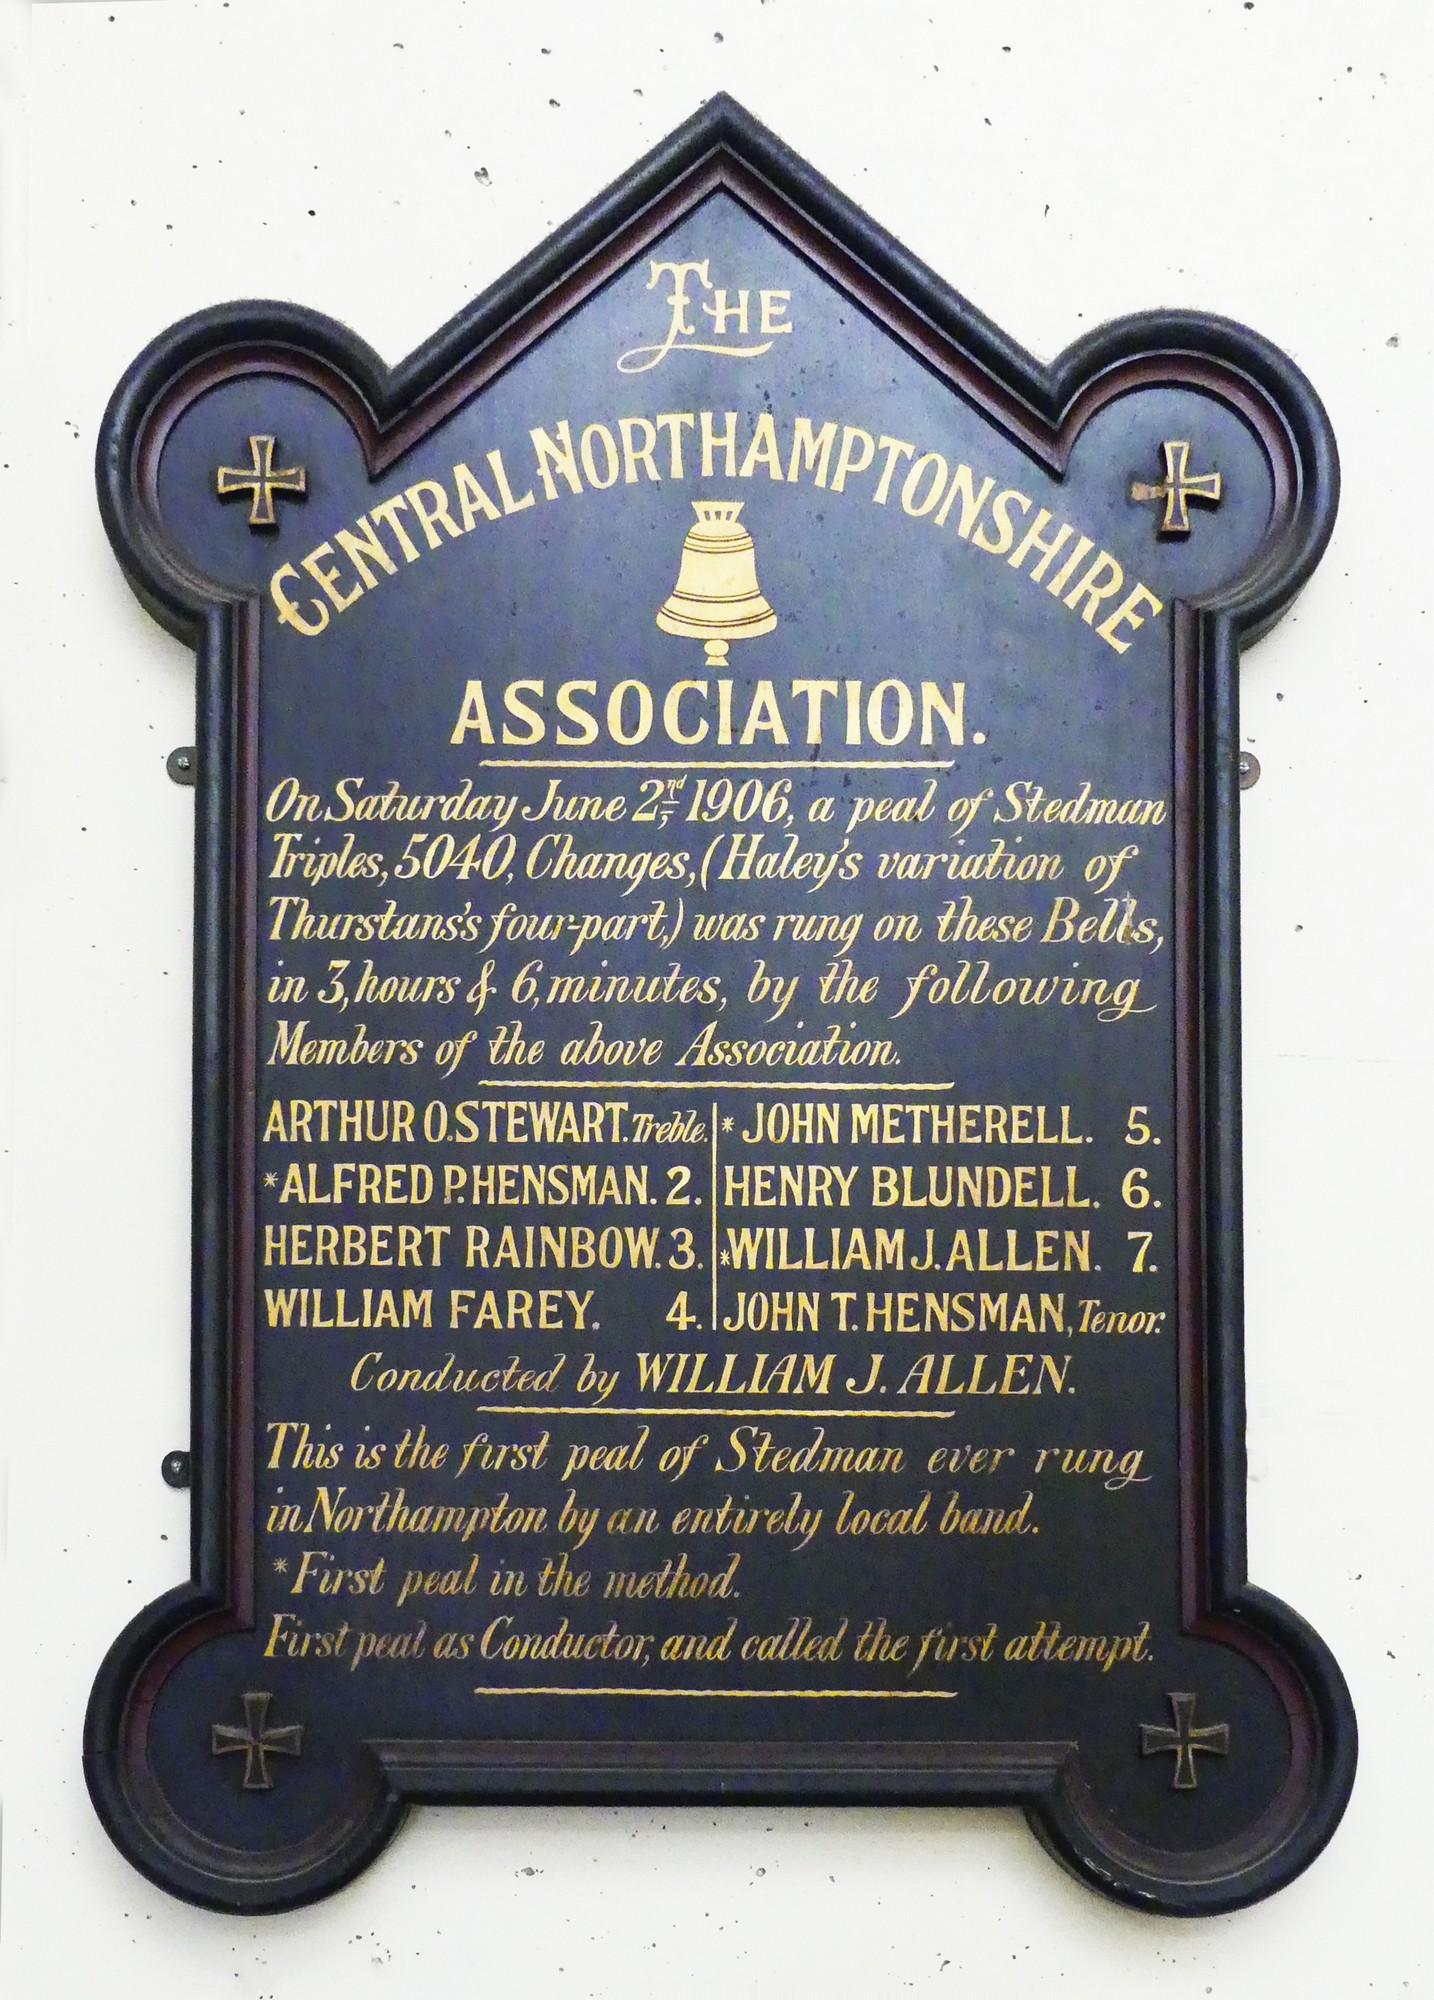 THE
CENTRAL NORTHAMPTONSHIRE
ASSOCIATION.
On Saturday June 2nd, 1906, a peal of Stedman
Triples, 5040, Changes, (Haley's variation of
Thurstans's four-part,) was rung on these Bells,
in 3, hours & 6, minutes, by the following
Members of the above Association.
ARTHUR O. STEWART. Treble.
*ALFRED P. HENSMAN. 2.
HERBERT RAINBOW. 3.
WILLIAM FAREY. 4.
* JOHN METHERELL. 5.
HENRY BLUNDELL. 6.
*WILLIAM J. ALLEN. 7.
JOHN T. HENSMAN, Tenor.
Conducted by WILLIAM J. ALLEN.
This is the first peal of Stedman ever rung
in Northampton by an entirely local band.
*First peal in the method.
First peal as Conductor, and called the first attempt.